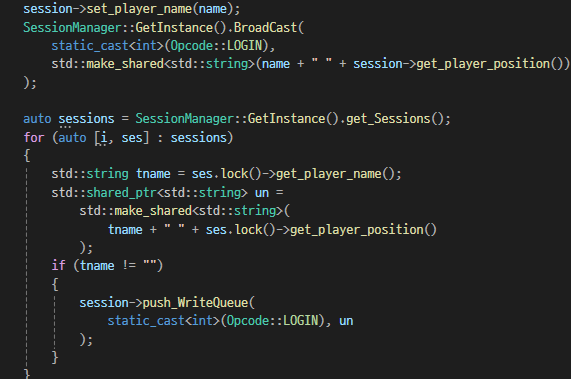 session->set_player_name(name);
SessionManager::GetInstance().BroadCast(
static_cast<int>(Opcode::LOGIN),
std::make_shared<std::string>(name + " " + session->get_player_position())
);
auto sessions = SessionManager::GetInstance().get_Sessions();
for (auto [i, ses] : sessions)
{
std::string tname = ses.lock()->get_player_name();
std::shared_ptr<std::string> un =
std::make_shared<std::string>(
tname + " " + ses.lock()->get_player_position()
);
if (tname != "")
{
session->push_WriteQueue(
static_cast<int>(Opcode::LOGIN), un
);
}
}